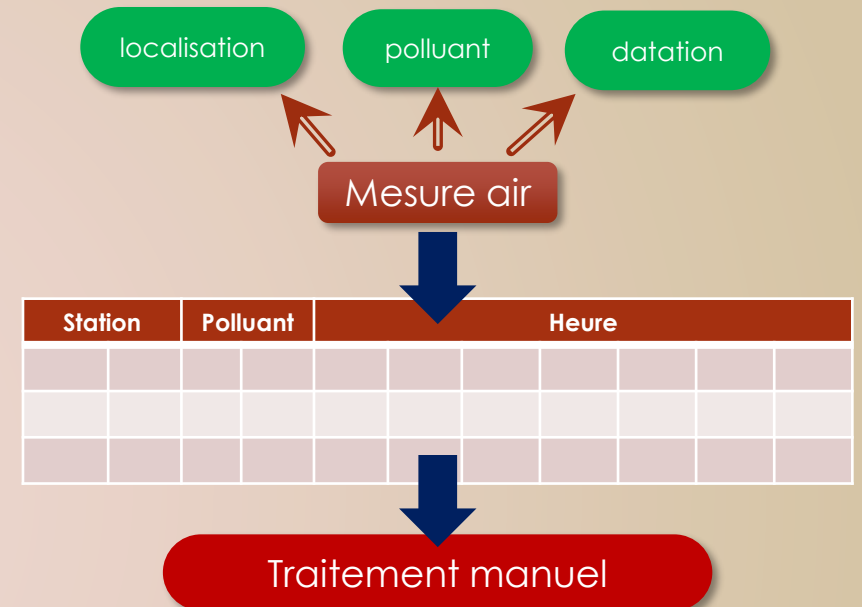 localisation
polluant
datation
Mesure air
Station Polluant Heure
Traitement manuel